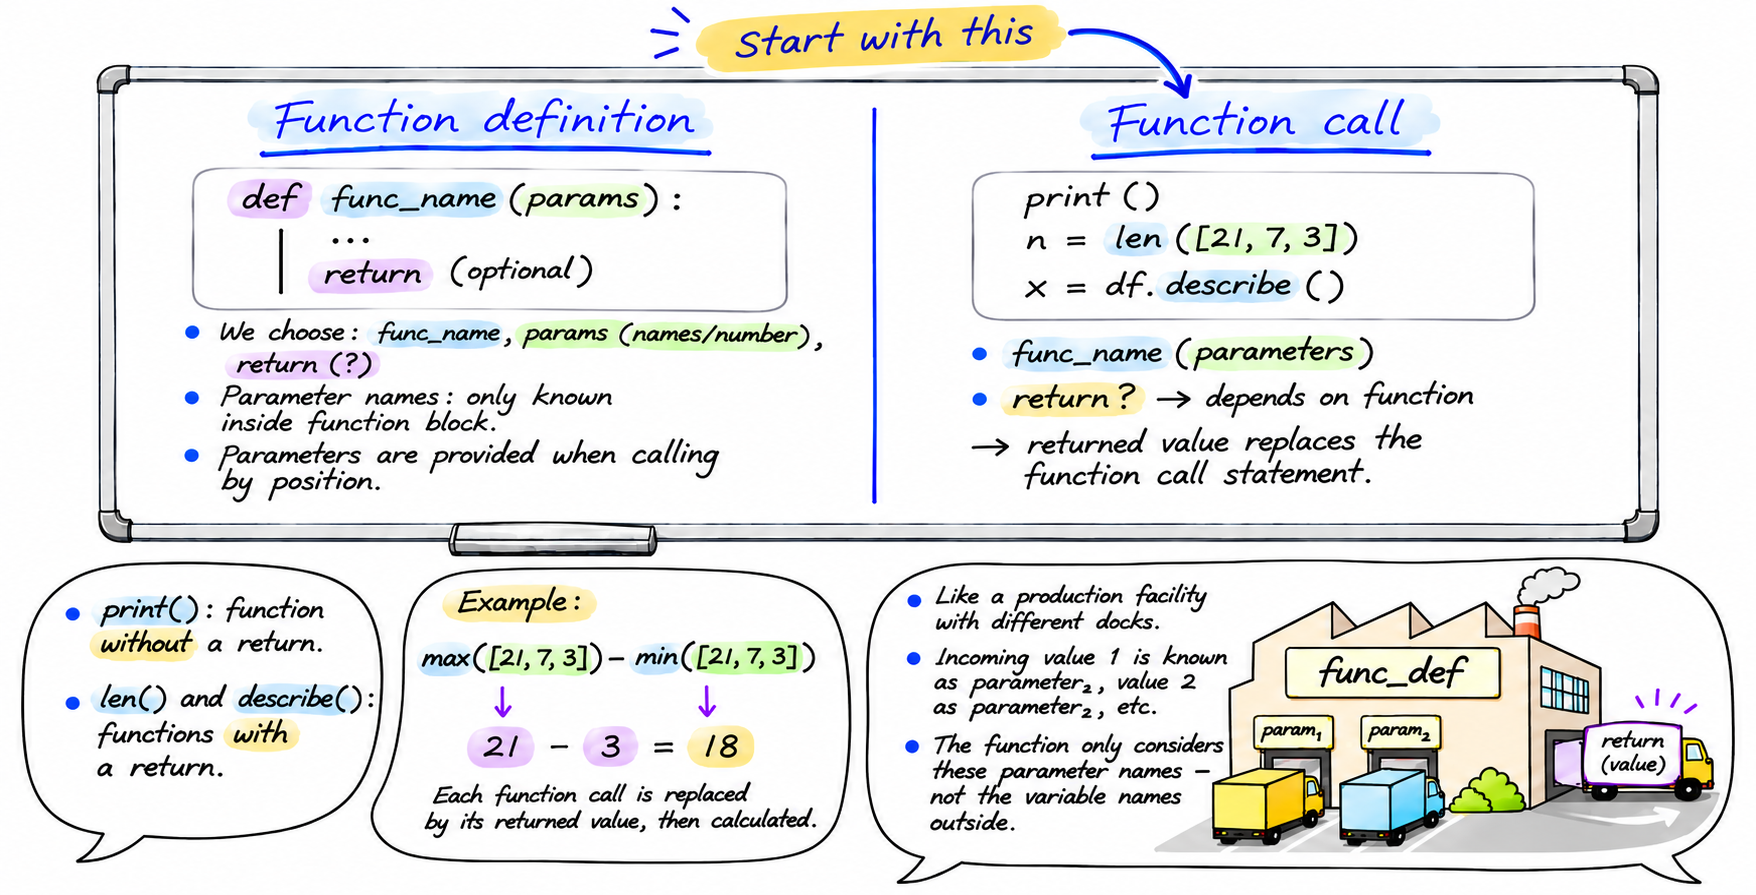 Start with this
Function definition
def func_name (params) :
...
return (optional)
• We choose: func_name, params (names/number),
return (?)
• Parameter names: only known
inside function block.
• Parameters are provided when calling
by position.
Function call
print ()
n = len ([21, 7, 3])
x = df.describe ()
• func_name (parameters)
• return? → depends on function
→ returned value replaces the
function call statement.
• print(): function
without a return.
• len() and describe():
functions with
a return.
Example:
max([21, 7, 3]) - min([21, 7, 3])
↓ ↓
21 - 3 = 18
Each function call is replaced
by its returned value, then calculated.
• Like a production facility
with different docks.
• Incoming value 1 is known
as parameter₂, value 2
as parameter₂, etc.
• The function only considers
these parameter names –
not the variable names
outside.
func_def
param₁
param₂
return
(value)